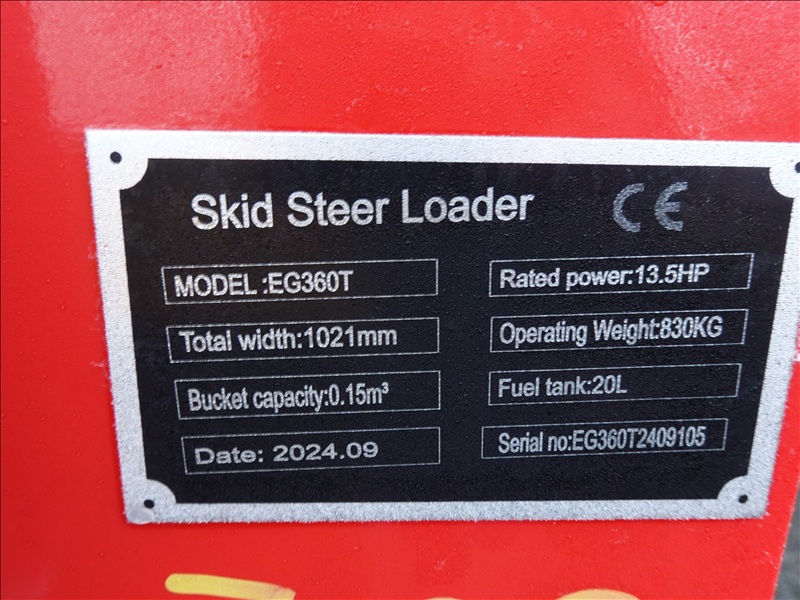 Skid Steer Loader CE
MODEL :EG360T
Rated power:13.5HP
Total width:1021mm
Operating Weight:830KG
Bucket capacity:0.15m³
Fuel tank:20L
Date: 2024.09
Serial no:EG360T2409105